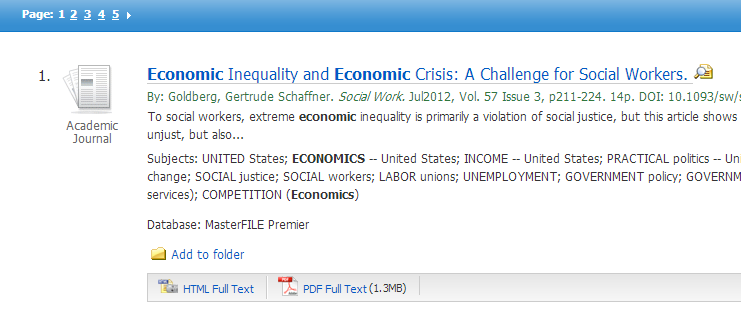 Page: 1 2 3 4 5
1.
Academic
Journal
Economic Inequality and Economic Crisis: A Challenge for Social Workers.
By: Goldberg, Gertrude Schaffner. Social Work. Jul2012, Vol. 57 Issue 3, p211-224. 14p. DOI: 10.1093/sw/s
To social workers, extreme economic inequality is primarily a violation of social justice, but this article shows
unjust, but also...
Subjects: UNITED States; ECONOMICS -- United States; INCOME -- United States; PRACTICAL politics -- Un
change; SOCIAL justice; SOCIAL workers; LABOR unions; UNEMPLOYMENT; GOVERNMENT policy; GOVERNM
services); COMPETITION (Economics)
Database: MasterFILE Premier
Add to folder
HTML Full Text PDF Full Text (1.3MB)